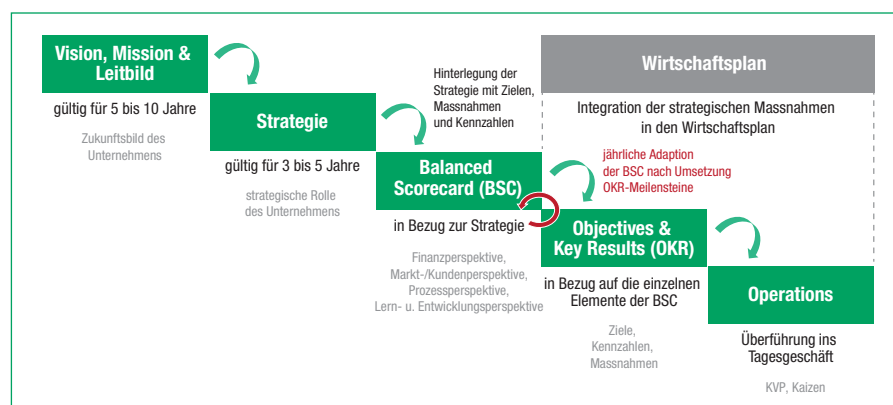 Vision, Mission &
Leitbild
gültig für 5 bis 10 Jahre
Zukunftsbild des
Unternehmens
Strategie
gültig für 3 bis 5 Jahre
strategische Rolle
des Unternehmens
Hinterlegung der
Strategie mit Zielen,
Massnahmen
und Kennzahlen
Balanced
Scorecard (BSC)
in Bezug zur Strategie
Finanzperspektive,
Markt-/Kundenperspektive,
Prozessperspektive,
Lern- u. Entwicklungsperspektive
Wirtschaftsplan
Integration der strategischen Massnahmen
in den Wirtschaftsplan
jährliche Adaption
der BSC nach Umsetzung
OKR-Meilensteine
Objectives &
Key Results (OKR)
in Bezug auf die einzelnen
Elemente der BSC
Ziele,
Kennzahlen,
Massnahmen
Operations
Überführung ins
Tagesgeschäft
KVP, Kaizen